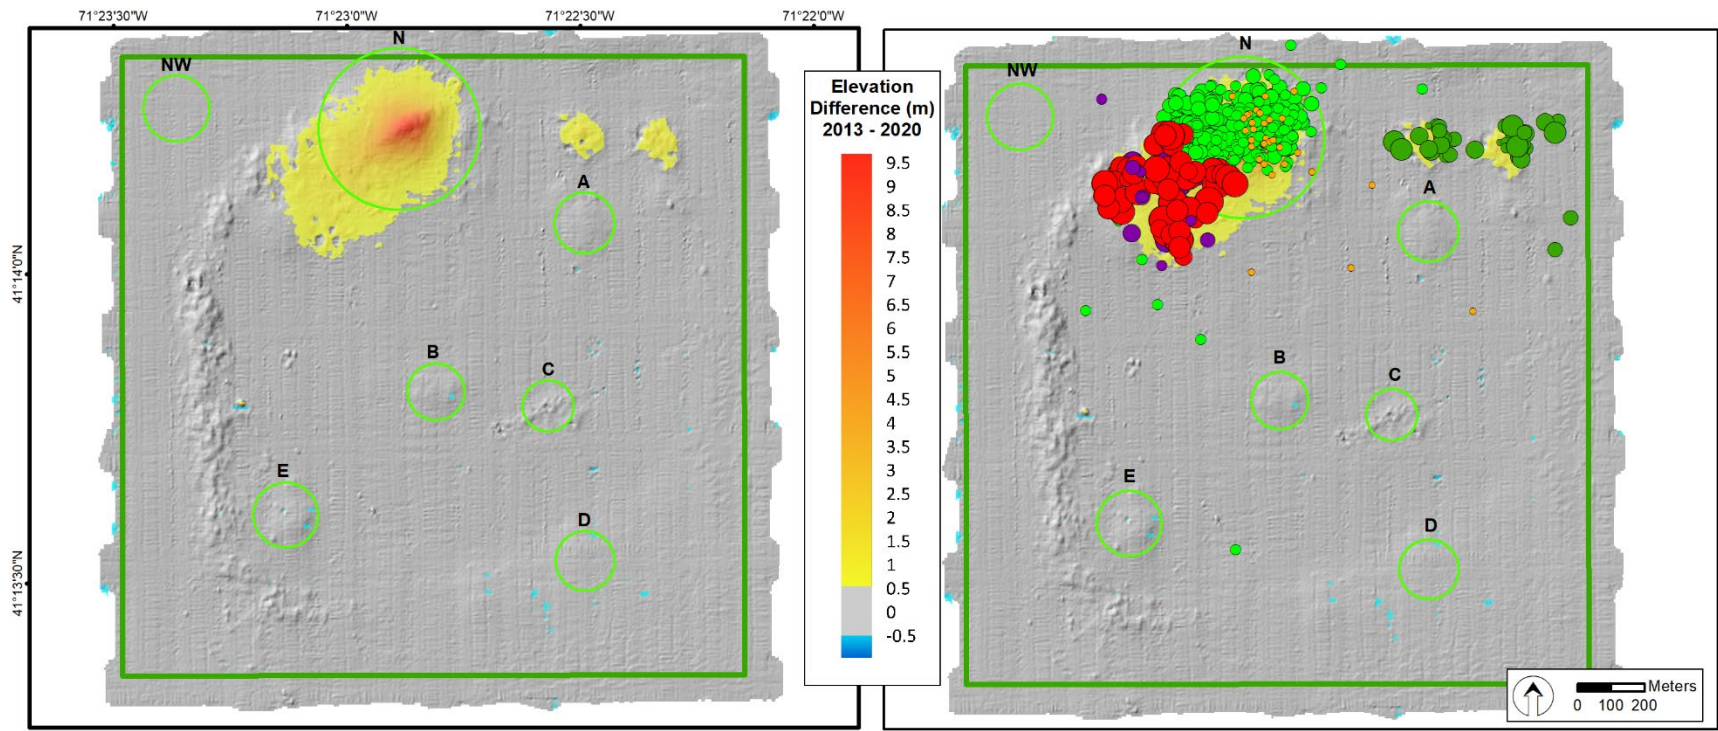 71°23'30"W
71°23'0"W
71°22'30"W
71°22'0"W
41°14'0"N
41°13'30"N
N
NW
A
B
C
E
D
Elevation
Difference (m)
2013 - 2020
9.5
9
8.5
8
7.5
7
6.5
6
5.5
5
4.5
4
3.5
3
2.5
2
1.5
1
0.5
0
-0.5
N
NW
A
B
C
E
D
Meters
0 100 200